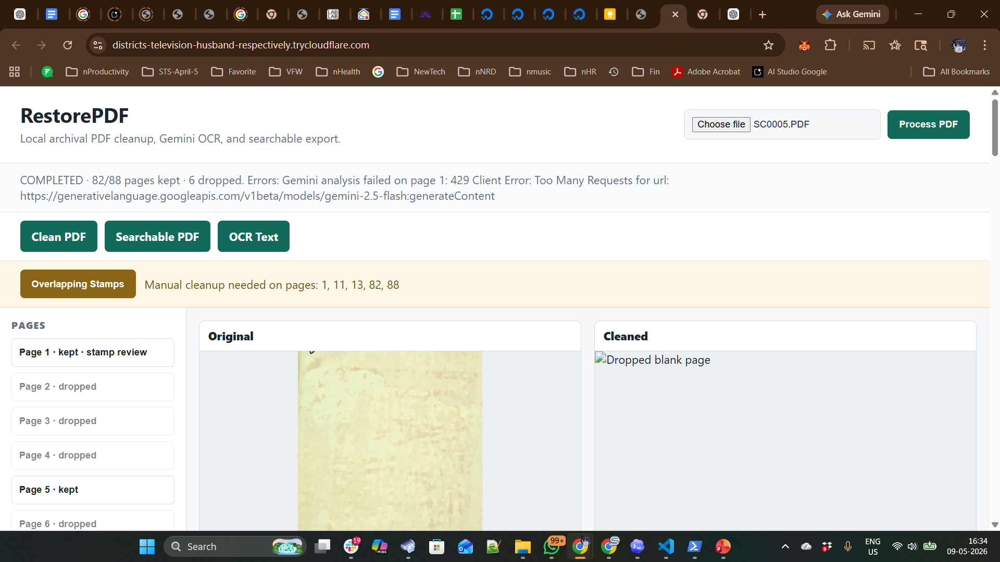 Ask Gemini
districts-television-husband-respectively.trycloudflare.com
nProductivity
STS-April-5
Favorite
VFW
nHealth
NewTech
nNRD
nmusic
nHR
Fin
Adobe Acrobat
AI Studio Google
All Bookmarks
RestorePDF
Local archival PDF cleanup, Gemini OCR, and searchable export.
Choose file SC0005.PDF
Process PDF
COMPLETED · 82/88 pages kept · 6 dropped. Errors: Gemini analysis failed on page 1: 429 Client Error: Too Many Requests for url:
https://generativelanguage.googleapis.com/v1beta/models/gemini-2.5-flash:generateContent
Clean PDF
Searchable PDF
OCR Text
Overlapping Stamps
Manual cleanup needed on pages: 1, 11, 13, 82, 88
PAGES
Page 1 · kept · stamp review
Page 2 · dropped
Page 3 · dropped
Page 4 · dropped
Page 5 · kept
Page 6 · dropped
Original
Cleaned
Dropped blank page
Search
19
M365
99+
9
ENG
US
16:34
09-05-2026